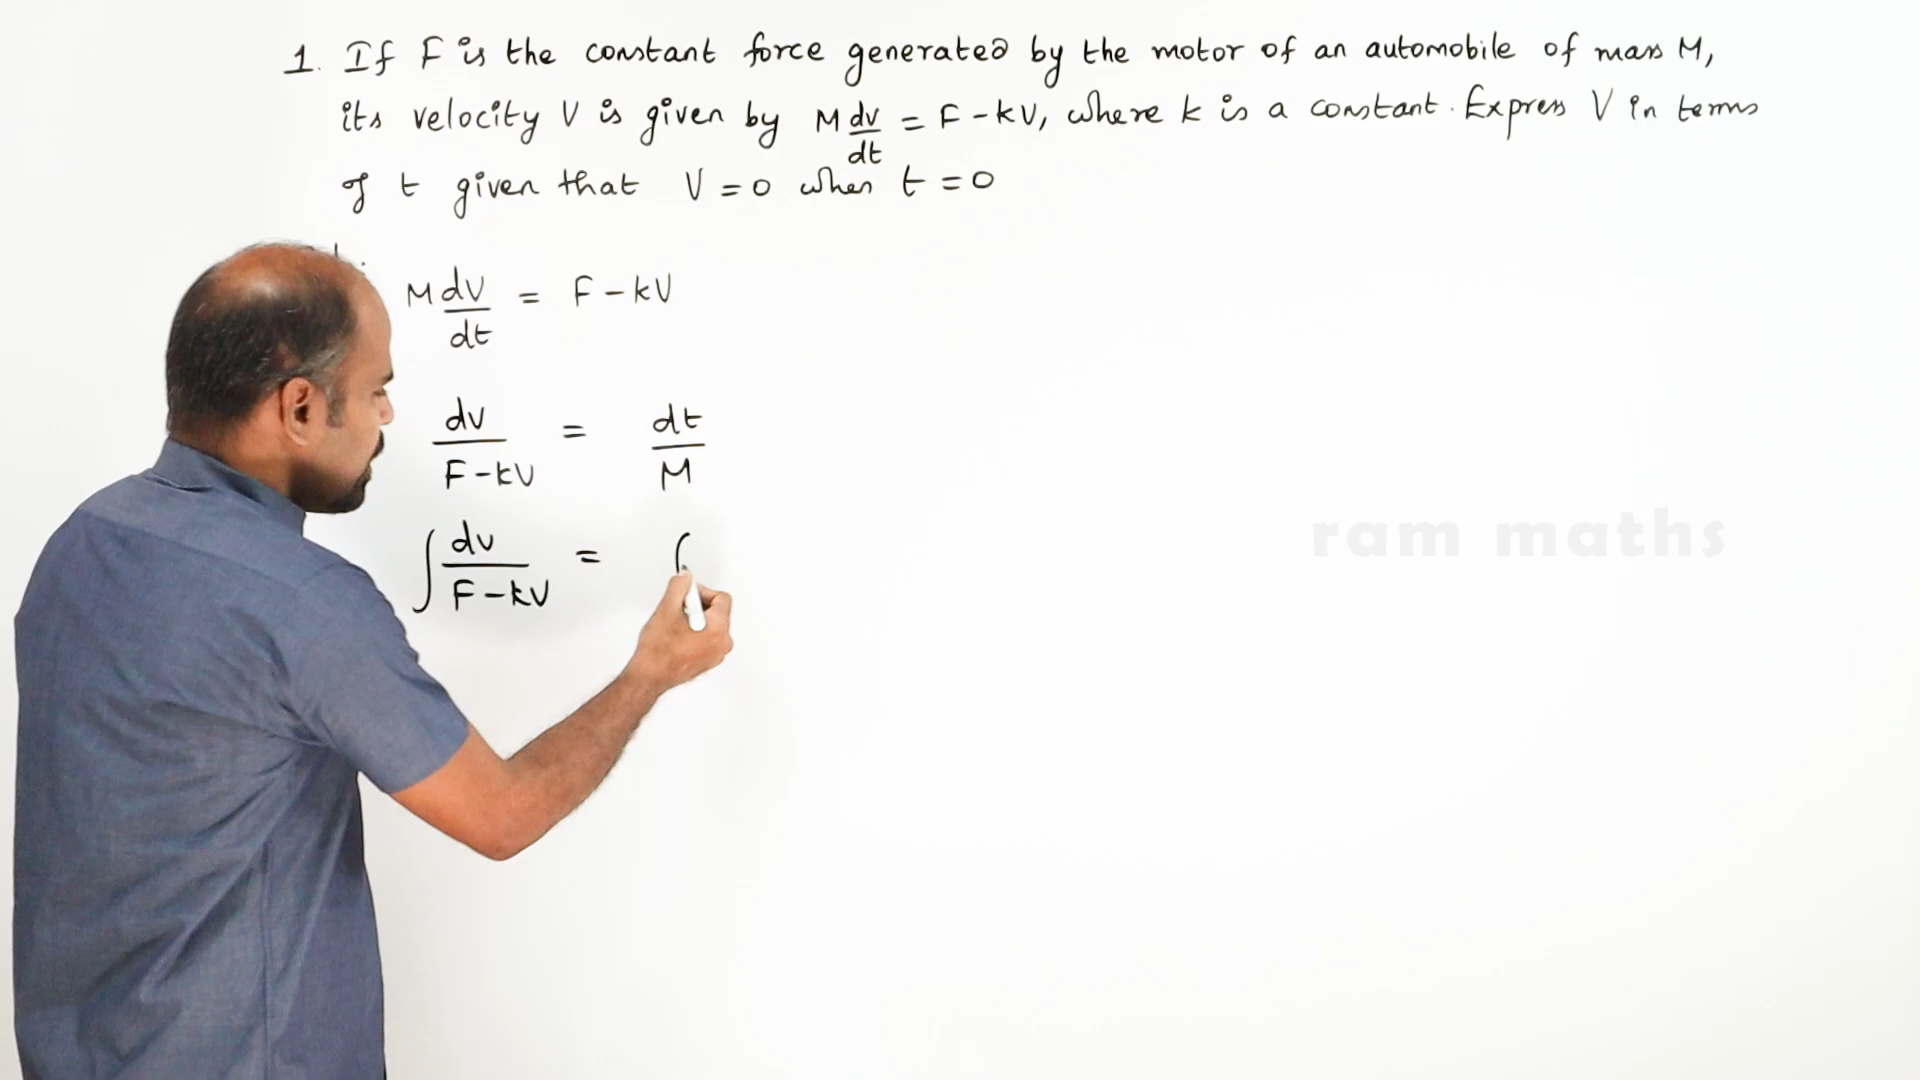 1. If F is the constant force generated by the motor of an automobile of mass M,
its velocity V is given by M dv/dt = F - kV, where k is a constant. Express V in terms
of t given that V = 0 when t = 0
M dV/dt = F - kV
dv/F-kV = dt/M
∫ dv/F-kV = ∫
ram maths